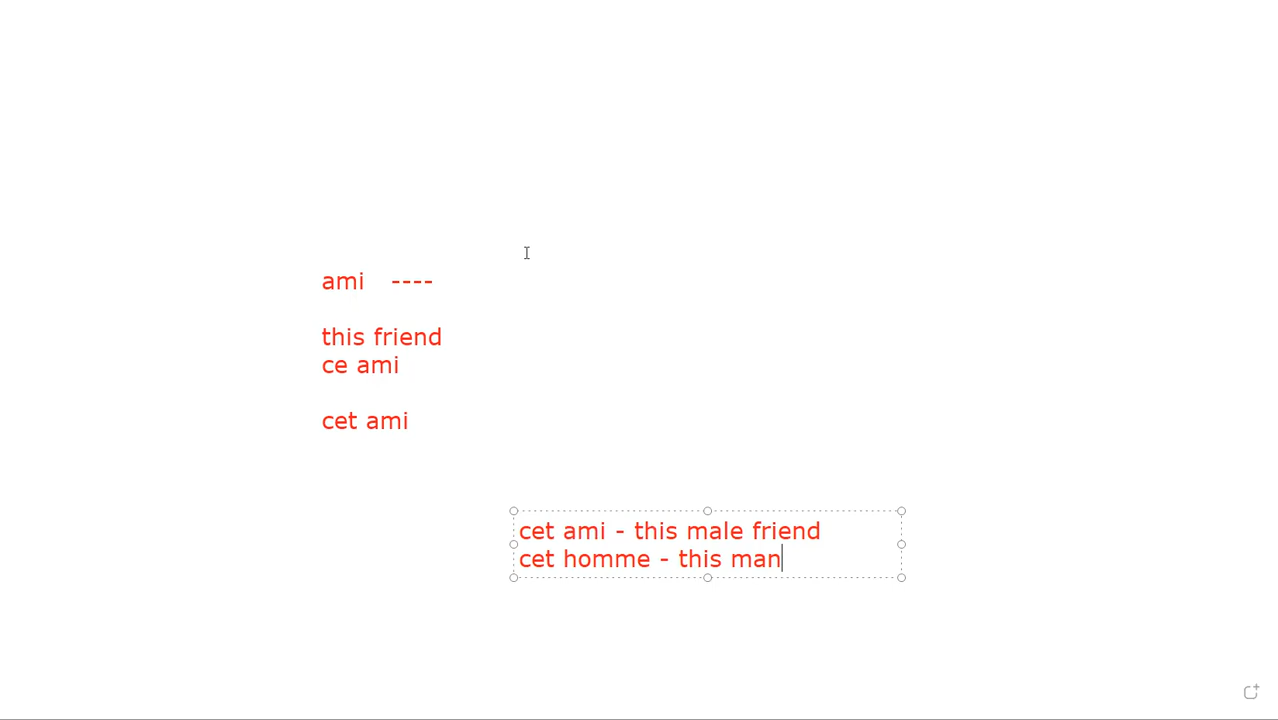 ami ----
this friend
ce ami
cet ami
cet ami - this male friend
cet homme - this man